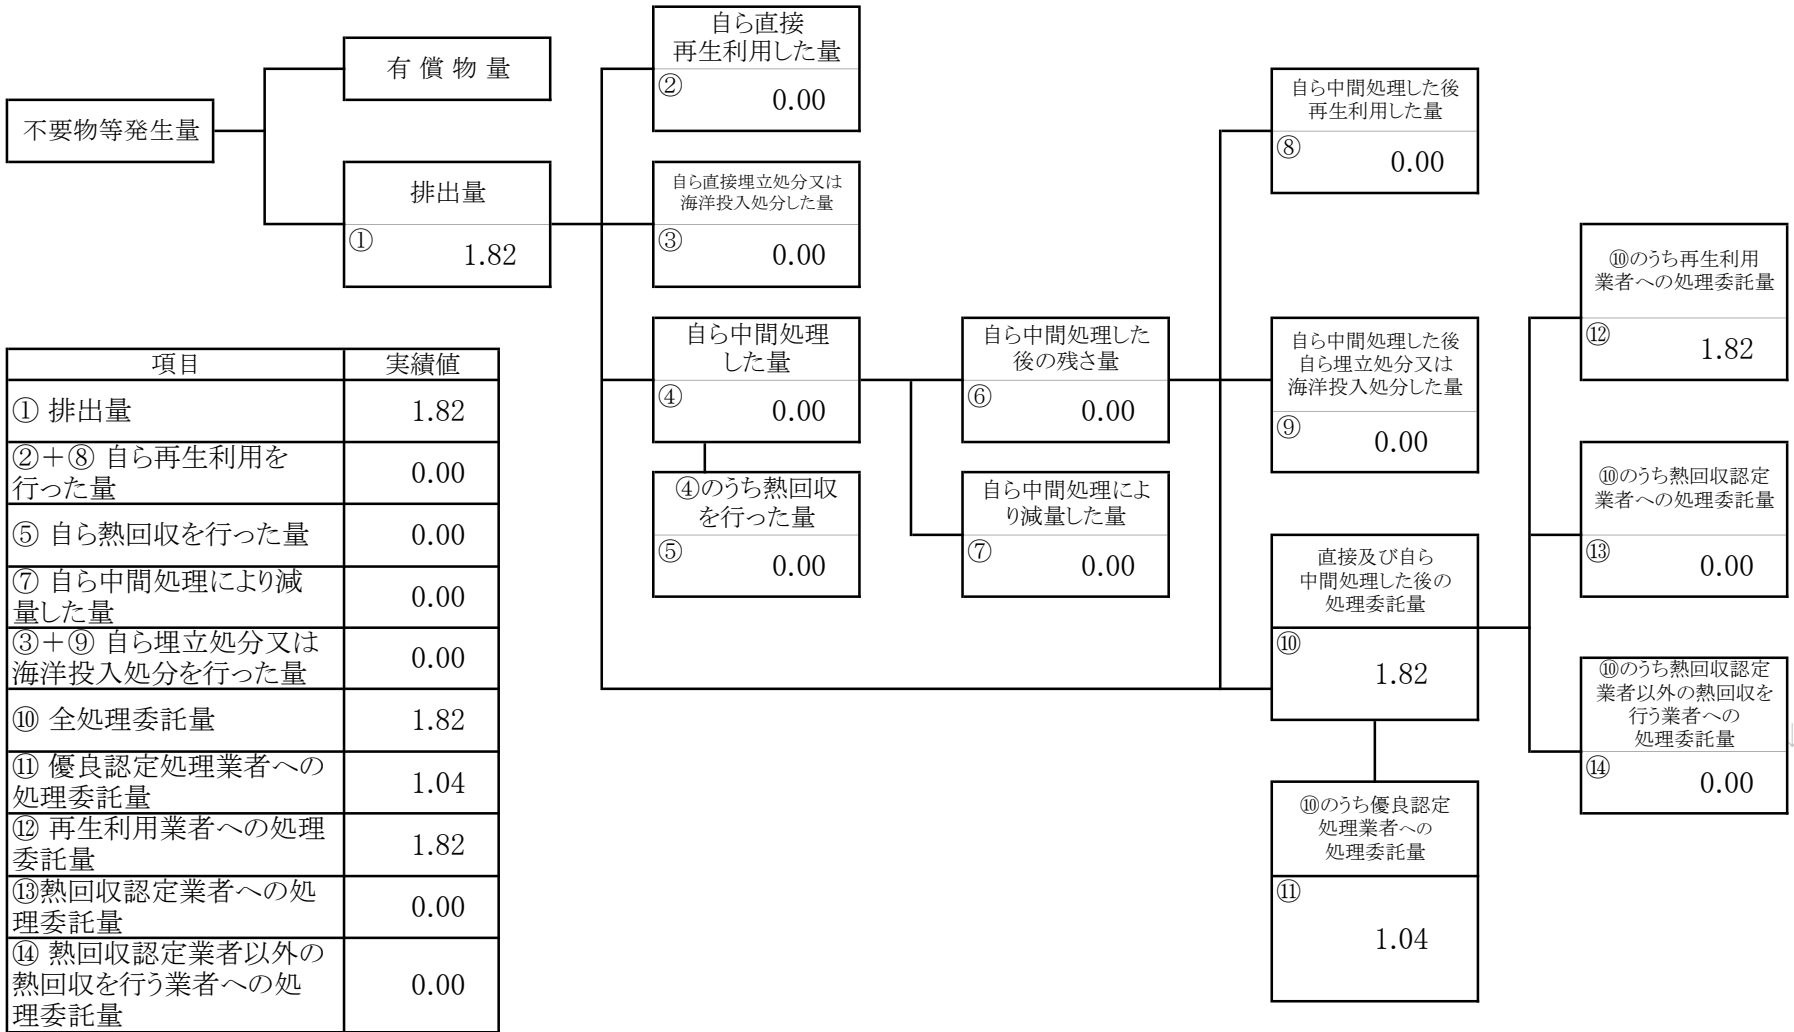 不要物等発生量
有 償 物 量
排出量
①
1.82
自ら直接
再生利用した量
②
0.00
自ら直接埋立処分又は
海洋投入処分した量
③
0.00
自ら中間処理
した量
④
0.00
④のうち熱回収
を行った量
⑤
0.00
自ら中間処理した
後の残さ量
⑥
0.00
自ら中間処理によ
り減量した量
⑦
0.00
自ら中間処理した後
再生利用した量
⑧
0.00
自ら中間処理した後
自ら埋立処分又は
海洋投入処分した量
⑨
0.00
直接及び自ら
中間処理した後の
処理委託量
⑩
1.82
⑩のうち優良認定
処理業者への
処理委託量
⑪
1.04
⑩のうち再生利用
業者への処理委託量
⑫
1.82
⑩のうち熱回収認定
業者への処理委託量
⑬
0.00
⑩のうち熱回収認定
業者以外の熱回収を
行う業者への
処理委託量
⑭
0.00
項目 実績値
① 排出量 1.82
②＋⑧ 自ら再生利用を
行った量 0.00
⑤ 自ら熱回収を行った量 0.00
⑦ 自ら中間処理により減
量した量 0.00
③＋⑨ 自ら埋立処分又は
海洋投入処分を行った量 0.00
⑩ 全処理委託量 1.82
⑪ 優良認定処理業者への
処理委託量 1.04
⑫ 再生利用業者への処理
委託量 1.82
⑬熱回収認定業者への処
理委託量 0.00
⑭ 熱回収認定業者以外の
熱回収を行う業者への処
理委託量 0.00